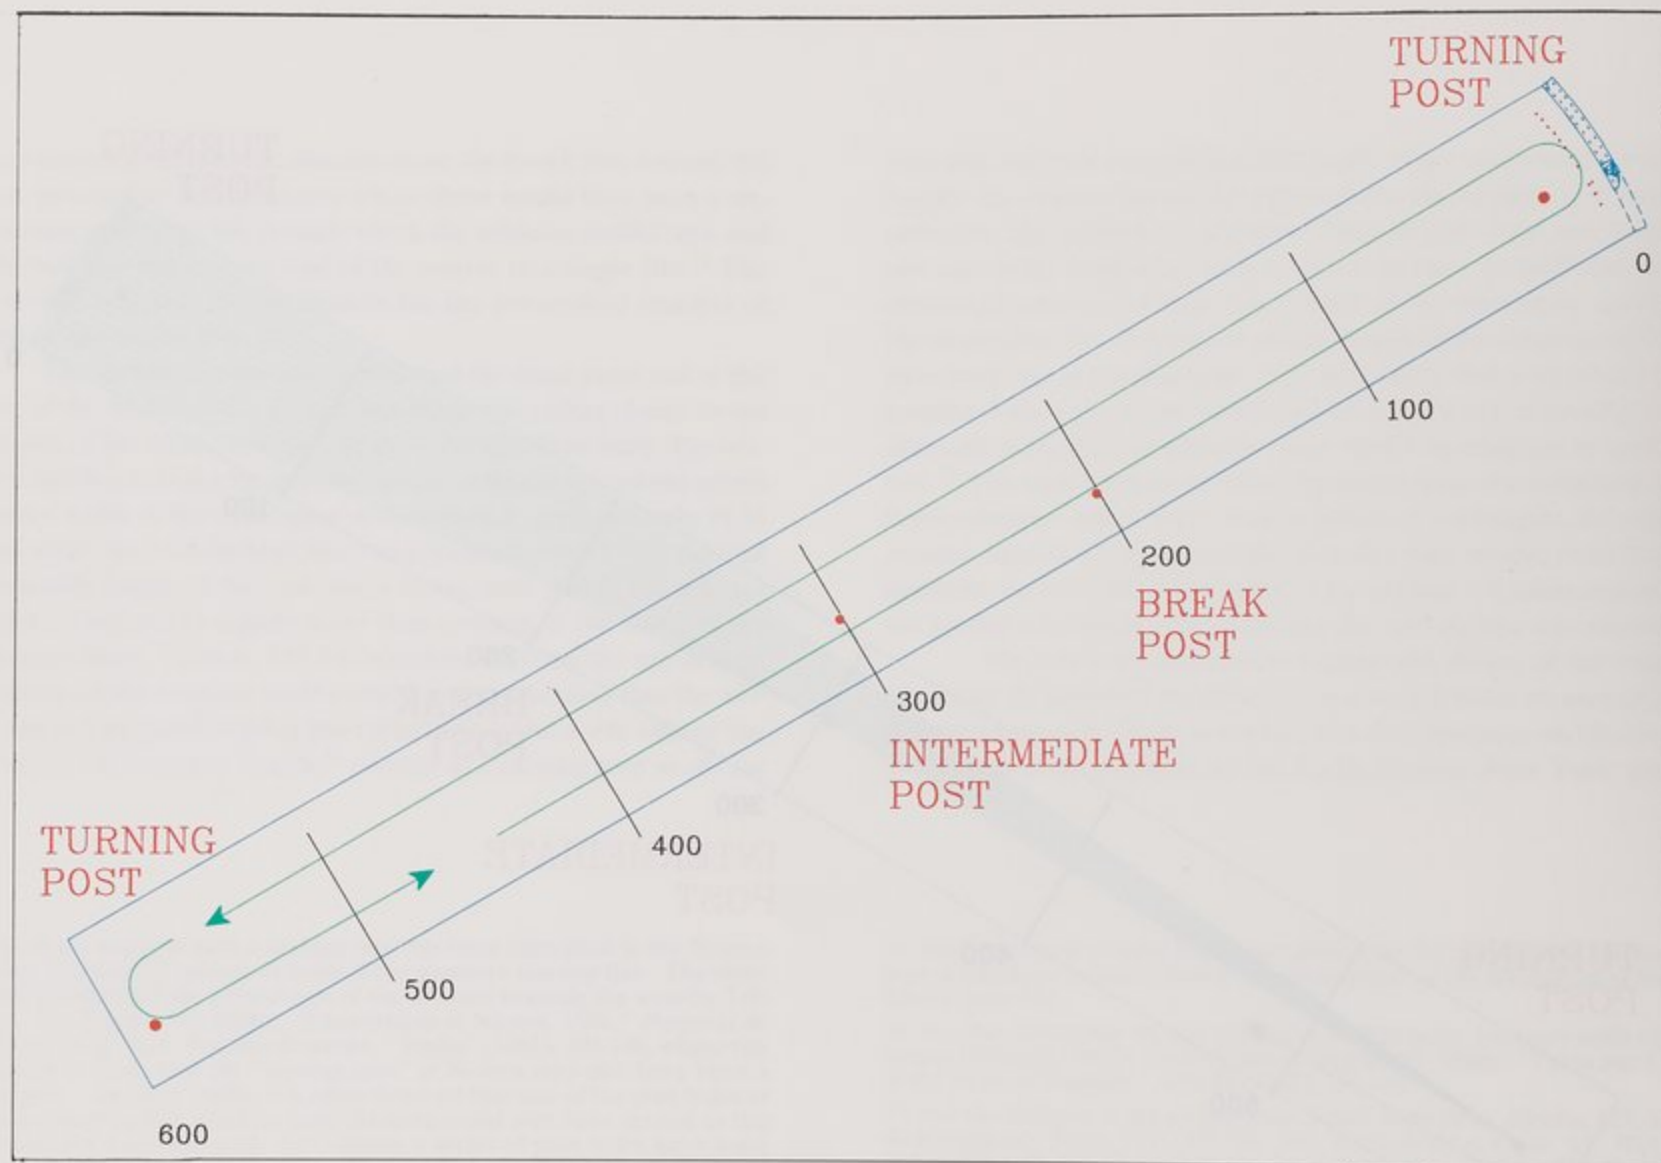 TURNING
POST
0
100
200
BREAK
POST
300
INTERMEDIATE
POST
400
TURNING
POST
500
600